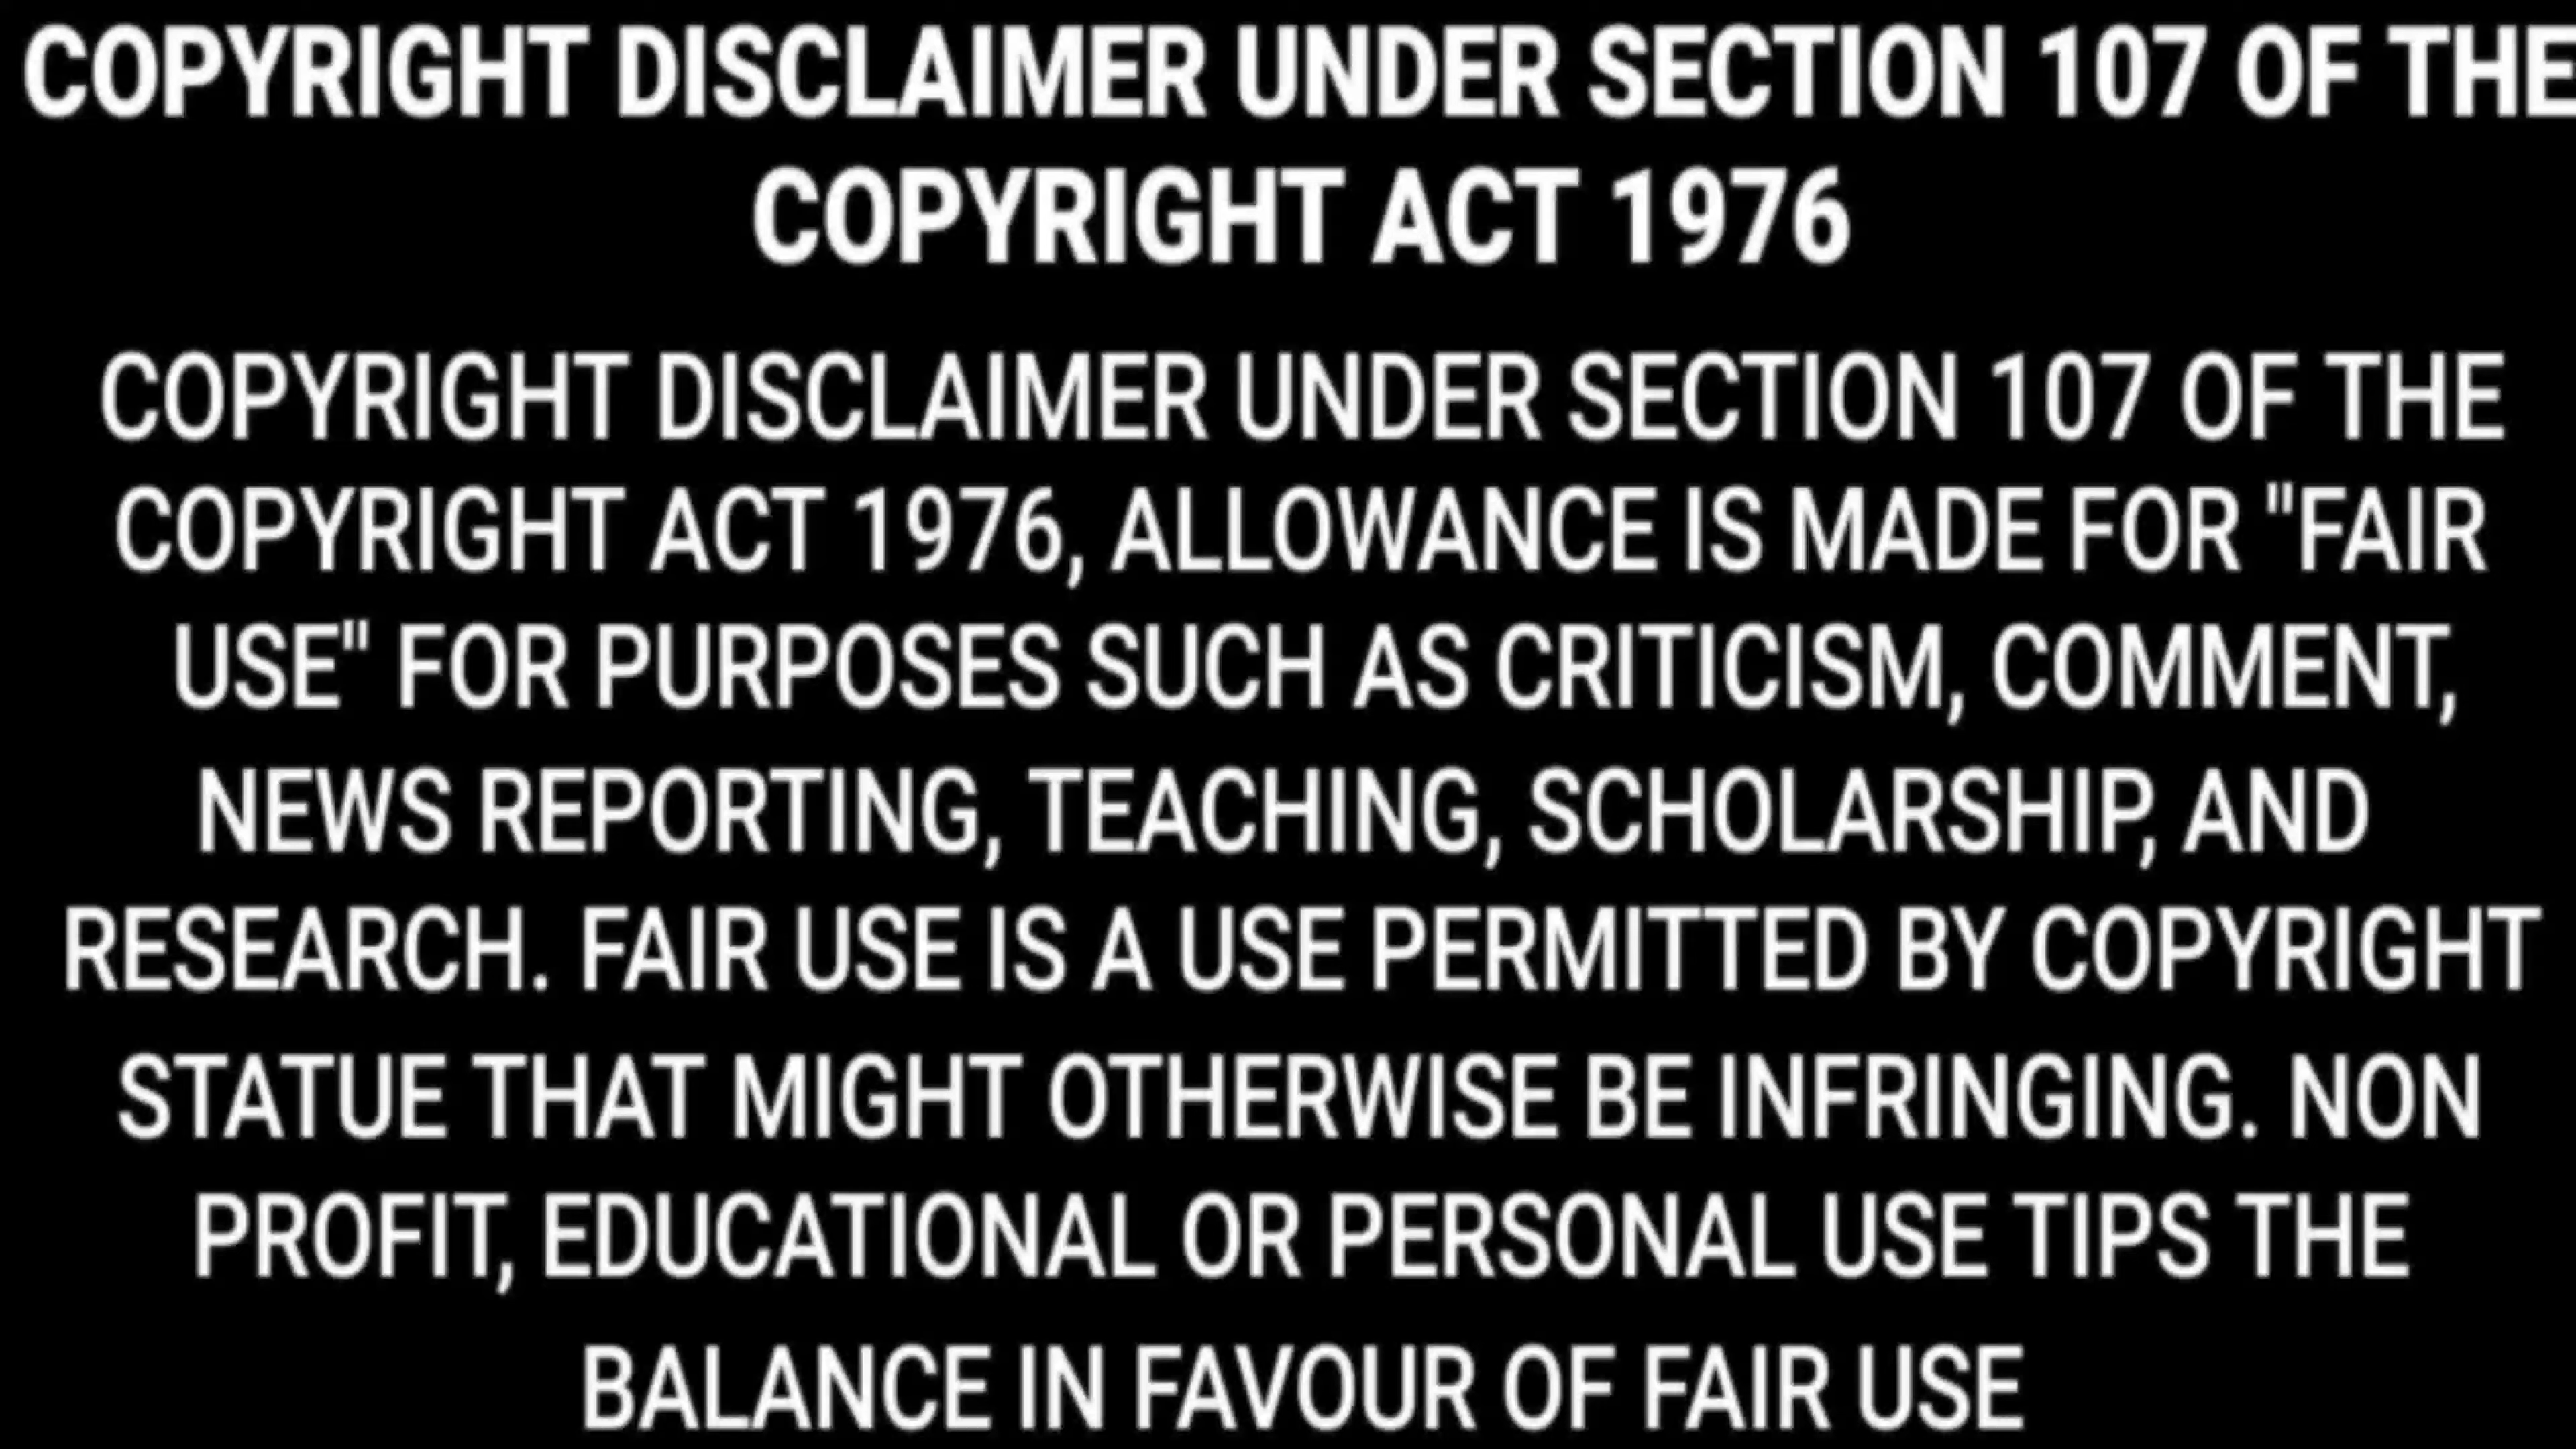 COPYRIGHT DISCLAIMER UNDER SECTION 107 OF THE
COPYRIGHT ACT 1976
COPYRIGHT DISCLAIMER UNDER SECTION 107 OF THE
COPYRIGHT ACT 1976, ALLOWANCE IS MADE FOR "FAIR
USE" FOR PURPOSES SUCH AS CRITICISM, COMMENT,
NEWS REPORTING, TEACHING, SCHOLARSHIP, AND
RESEARCH. FAIR USE IS A USE PERMITTED BY COPYRIGHT
STATUE THAT MIGHT OTHERWISE BE INFRINGING. NON
PROFIT, EDUCATIONAL OR PERSONAL USE TIPS THE
BALANCE IN FAVOUR OF FAIR USE